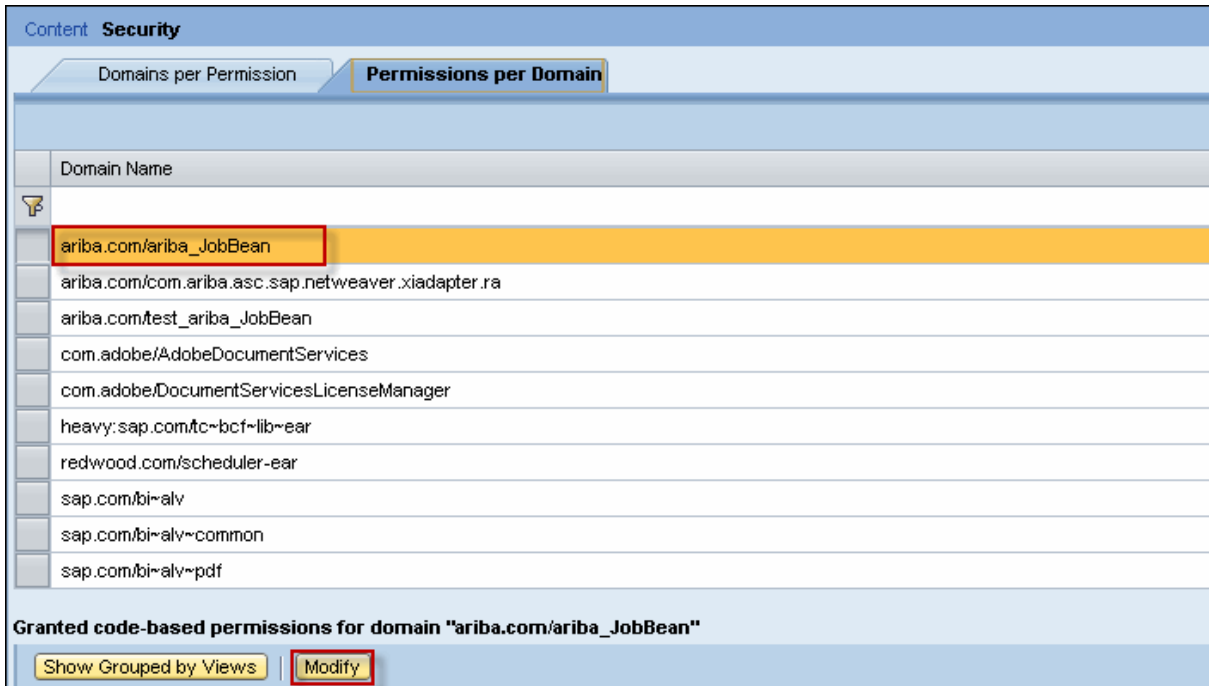 Content Security
Domains per Permission Permissions per Domain
Domain Name
ariba.com/ariba_JobBean
ariba.com/com.ariba.asc.sap.netweaver.xiadapter.ra
ariba.com/test_ariba_JobBean
com.adobe/AdobeDocumentServices
com.adobe/DocumentServicesLicenseManager
heavy:sap.com/tc~bcf~lib~ear
redwood.com/scheduler-ear
sap.com/bi~alv
sap.com/bi~alv~common
sap.com/bi~alv~pdf
Granted code-based permissions for domain "ariba.com/ariba_JobBean"
Show Grouped by Views Modify